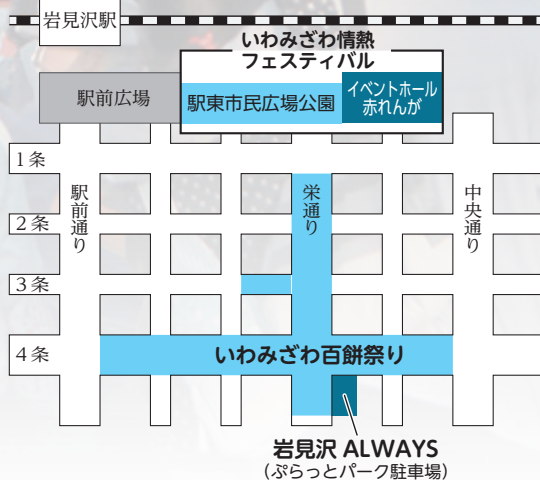 岩見沢駅
いわみざわ情熱
フェスティバル
駅前広場
駅東市民広場公園
イベントホール
赤れんが
1条
2条
3条
4条
駅前通り
栄通り
中央通り
いわみざわ百餅祭り
岩見沢 ALWAYS
(ぷらっとパーク駐車場)